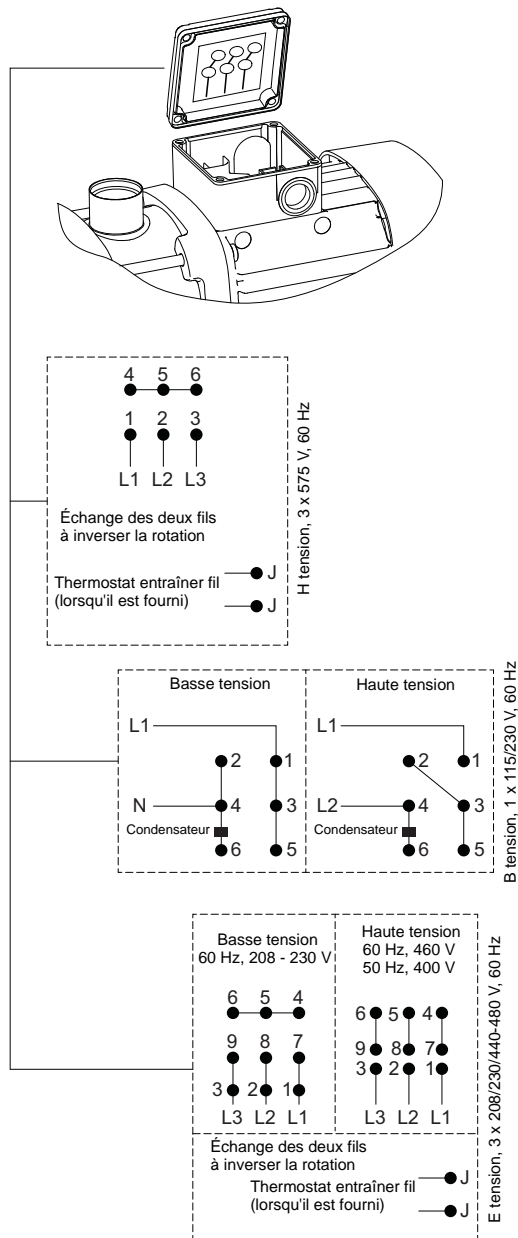 4 5 6
1 2 3
L1 L2 L3
Échange des deux fils
à inverser la rotation
Thermostat entraîner fil
(lorsqu'il est fourni)
J
J
H tension, 3 x 575 V, 60 Hz
Basse tension
L1
2 1
N 4 3
Condensateur
6 5
Haute tension
L1
2 1
L2 4 3
Condensateur
6 5
B tension, 1 x 115/230 V, 60 Hz
Basse tension
60 Hz, 208 - 230 V
6 5 4
9 8 7
3 2 1
L3 L2 L1
Haute tension
60 Hz, 460 V
50 Hz, 400 V
6 5 4
9 8 7
3 2 1
L3 L2 L1
Échange des deux fils
à inverser la rotation
Thermostat entraîner fil
(lorsqu'il est fourni)
J
J
E tension, 3 x 208/230/440-480 V, 60 Hz